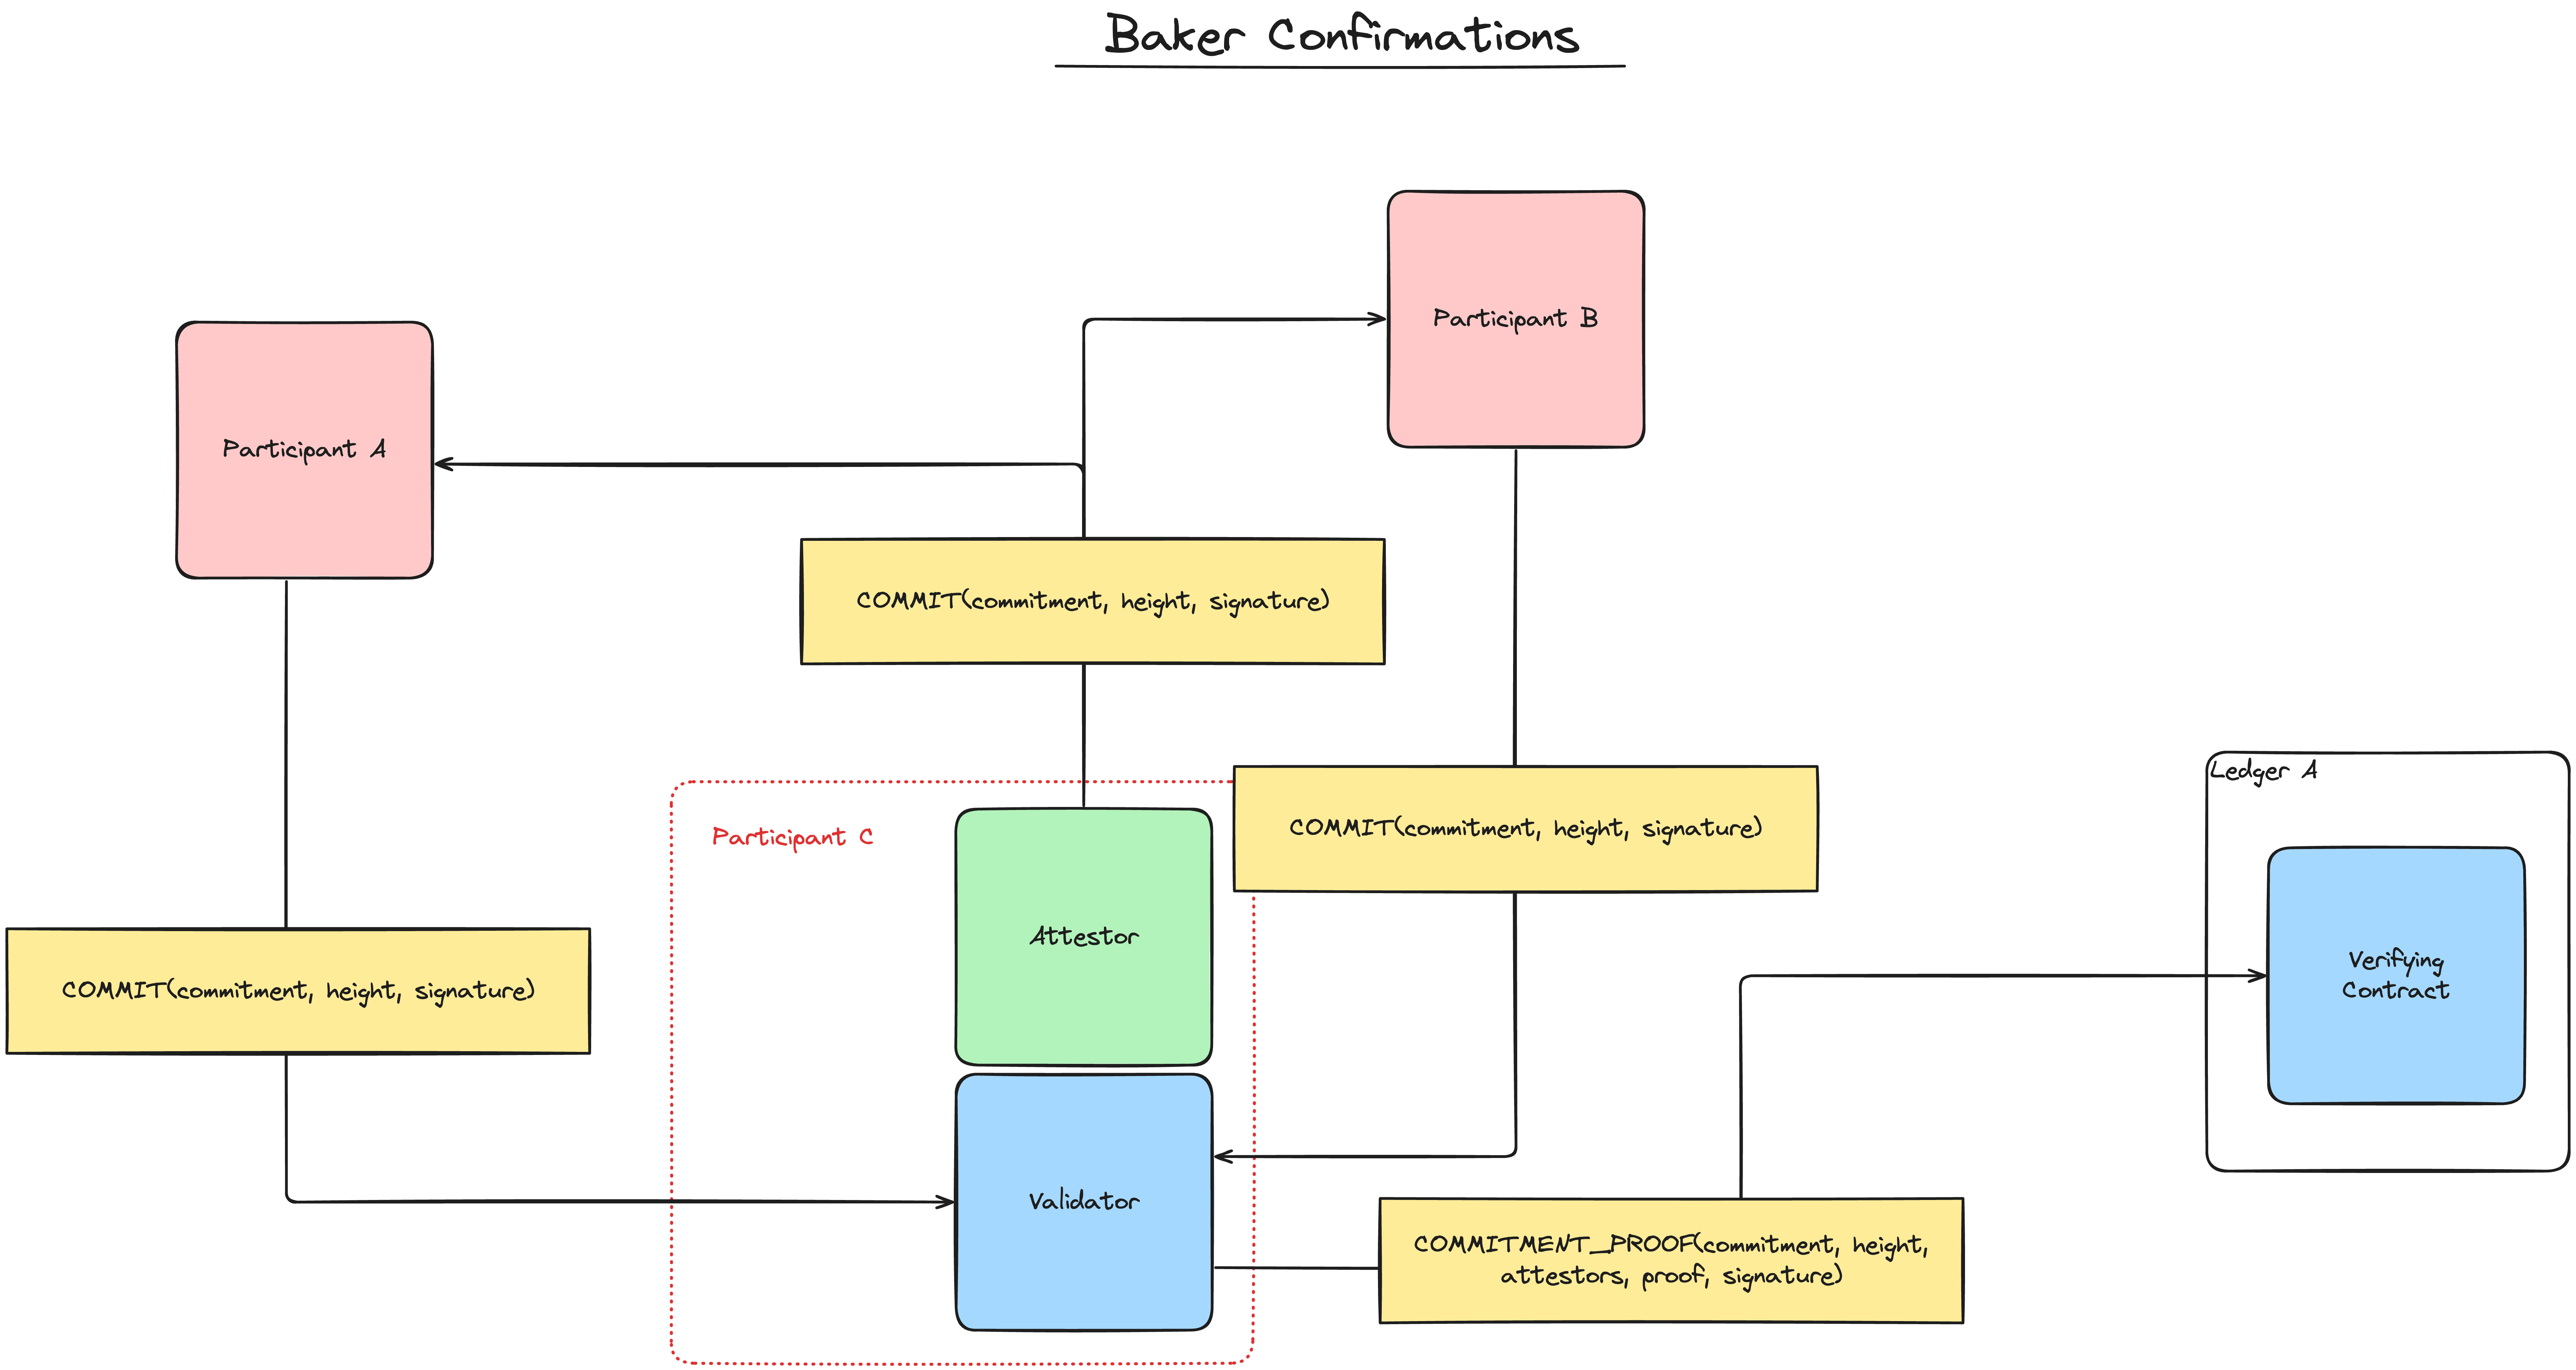 Baker Confirmations
Participant B
Participant A
COMMIT(commitment, height, signature)
Ledger A
COMMIT(commitment, height, signature)
Participant C
Attestor
Verifying
Contract
COMMIT(commitment, height, signature)
Validator
COMMITMENT_PROOF(commitment, height,
attestors, proof, signature)